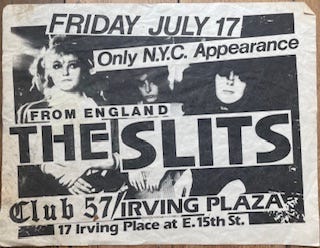 FRIDAY JULY 17
Only N.Y.C. Appearance
FROM ENGLAND
THE SLITS
Club 57/IRVING PLAZA
17 Irving Place at E. 15th St.